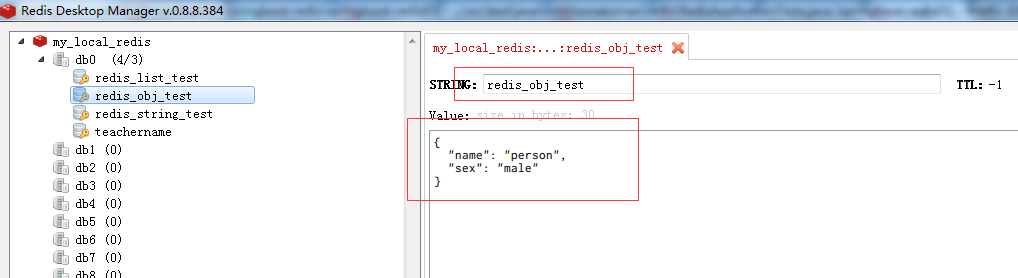 Redis Desktop Manager v.0.8.8.384
my_local_redis
db0 (4/3)
redis_list_test
redis_obj_test
redis_string_test
teachername
db1 (0)
db2 (0)
db3 (0)
db4 (0)
db5 (0)
db6 (0)
db7 (0)
db8 (0)
my_local_redis:...:redis_obj_test
STRING: redis_obj_test TTL: -1
Value: size in bytes: 30
{
"name": "person",
"sex": "male"
}